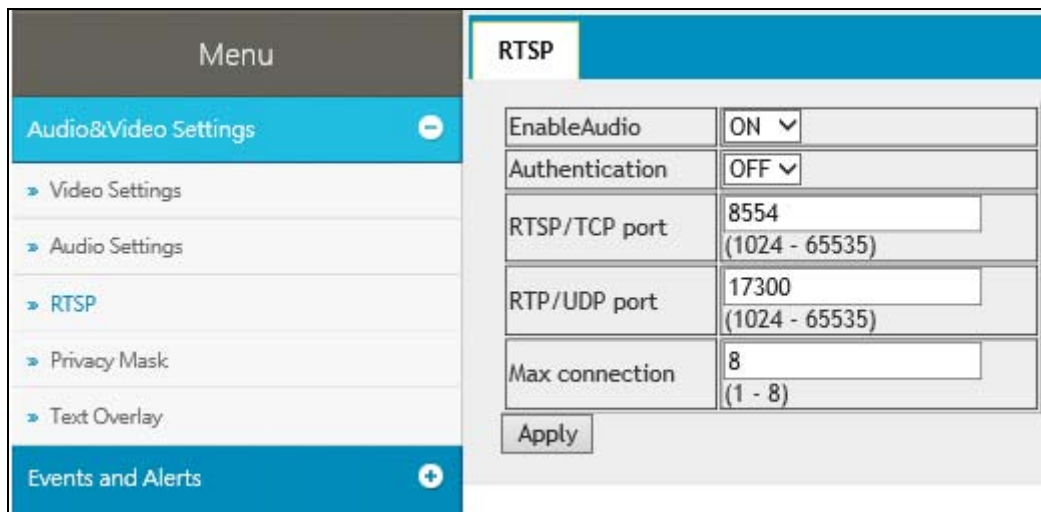 Menu
Audio&Video Settings
» Video Settings
» Audio Settings
» RTSP
» Privacy Mask
» Text Overlay
Events and Alerts
RTSP
EnableAudio ON
Authentication OFF
RTSP/TCP port 8554
(1024 - 65535)
RTP/UDP port 17300
(1024 - 65535)
Max connection 8
(1 - 8)
Apply